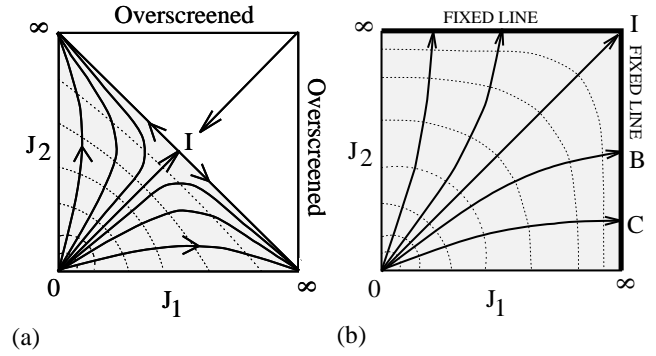 Overscreened
∞
J2
I
Overscreened
0
J1
∞
(a)
FIXED LINE
∞
I
FIXED LINE
J2
B
C
0
J1
∞
(b)